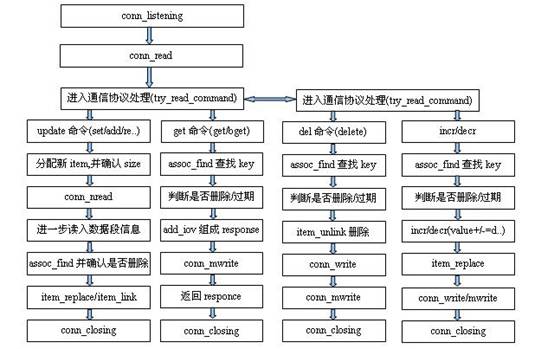 conn_listening
conn_read
进入通信协议处理(try_read_command)
进入通信协议处理(try_read_command)
update 命令(set/add/re..)
分配新 item,并确认 size
conn_nread
进一步读入数据段信息
assoc_find 并确认是否删除
item_replace/item_link
conn_closing
get 命令(get/bget)
assoc_find 查找 key
判断是否删除/过期
add_iov 组成 response
conn_mwrite
返回 responce
conn_closing
del 命令(delete)
assoc_find 查找 key
判断是否删除/过期
item_unlink 删除
conn_write
conn_mwrite
conn_closing
incr/decr
assoc_find 查找 key
判断是否删除/过期
incr/decr(value+/-=d..)
item_replace
conn_write/mwrite
conn_closing